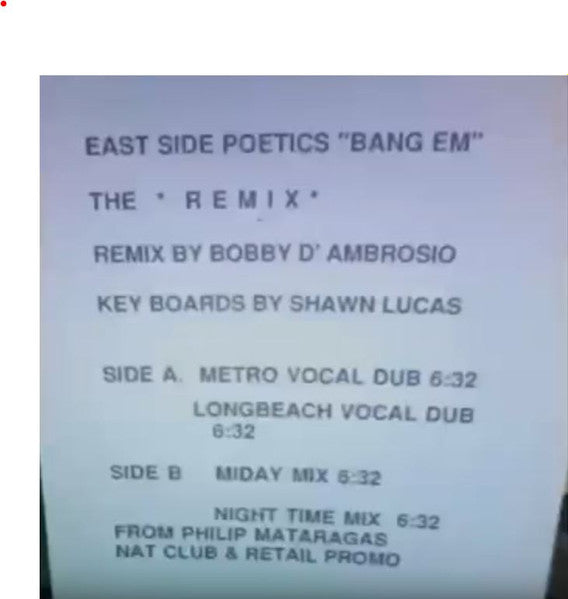 EAST SIDE POETICS "BANG EM"
THE * R E M I X *
REMIX BY BOBBY D' AMBROSIO
KEY BOARDS BY SHAWN LUCAS
SIDE A. METRO VOCAL DUB 6:32
LONGBEACH VOCAL DUB
6:32
SIDE B MIDAY MIX 6:32
NIGHT TIME MIX 6:32
FROM PHILIP MATARAGAS
NAT CLUB & RETAIL PROMO